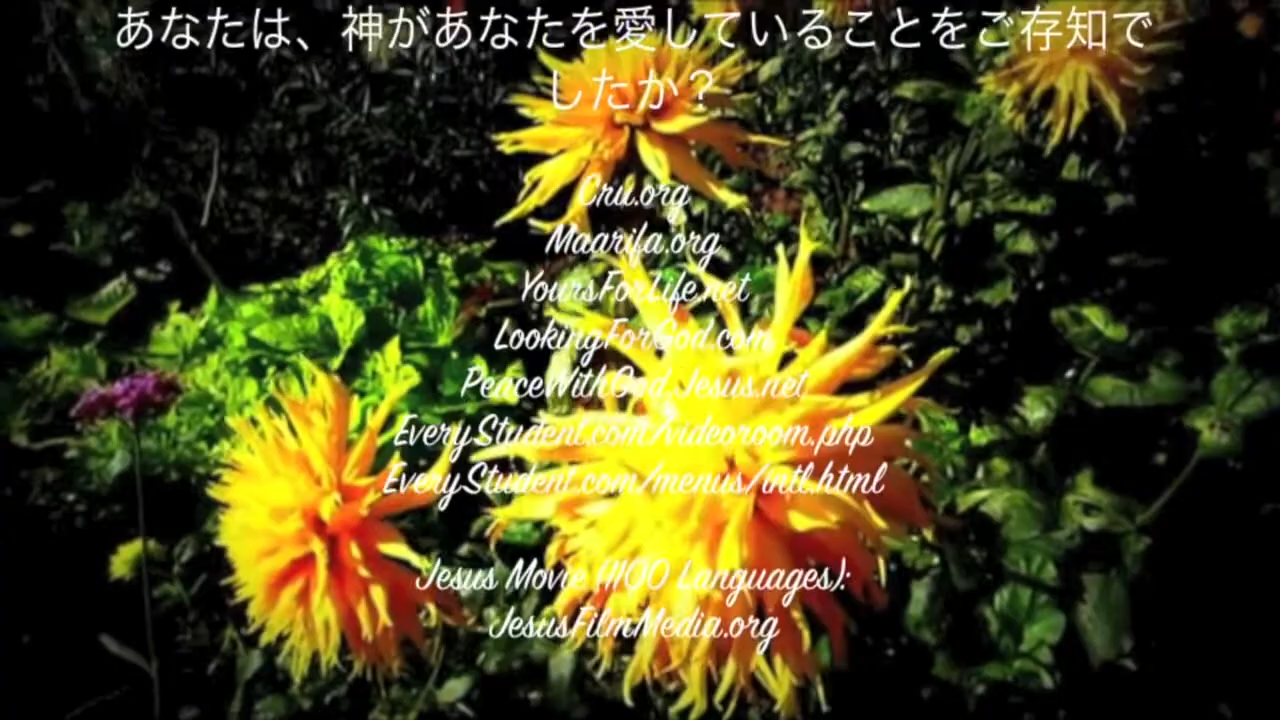 あなたは、神があなたを愛していることをご存知で
したか？
Cru.org
Maarifa.org
YoursForLife.net
LookingForGod.com
PeaceWithGod.Jesus.net
EveryStudent.com/videoroom.php
EveryStudent.com/menus/intl.html
Jesus Movie (1100 Languages):
JesusFilmMedia.org